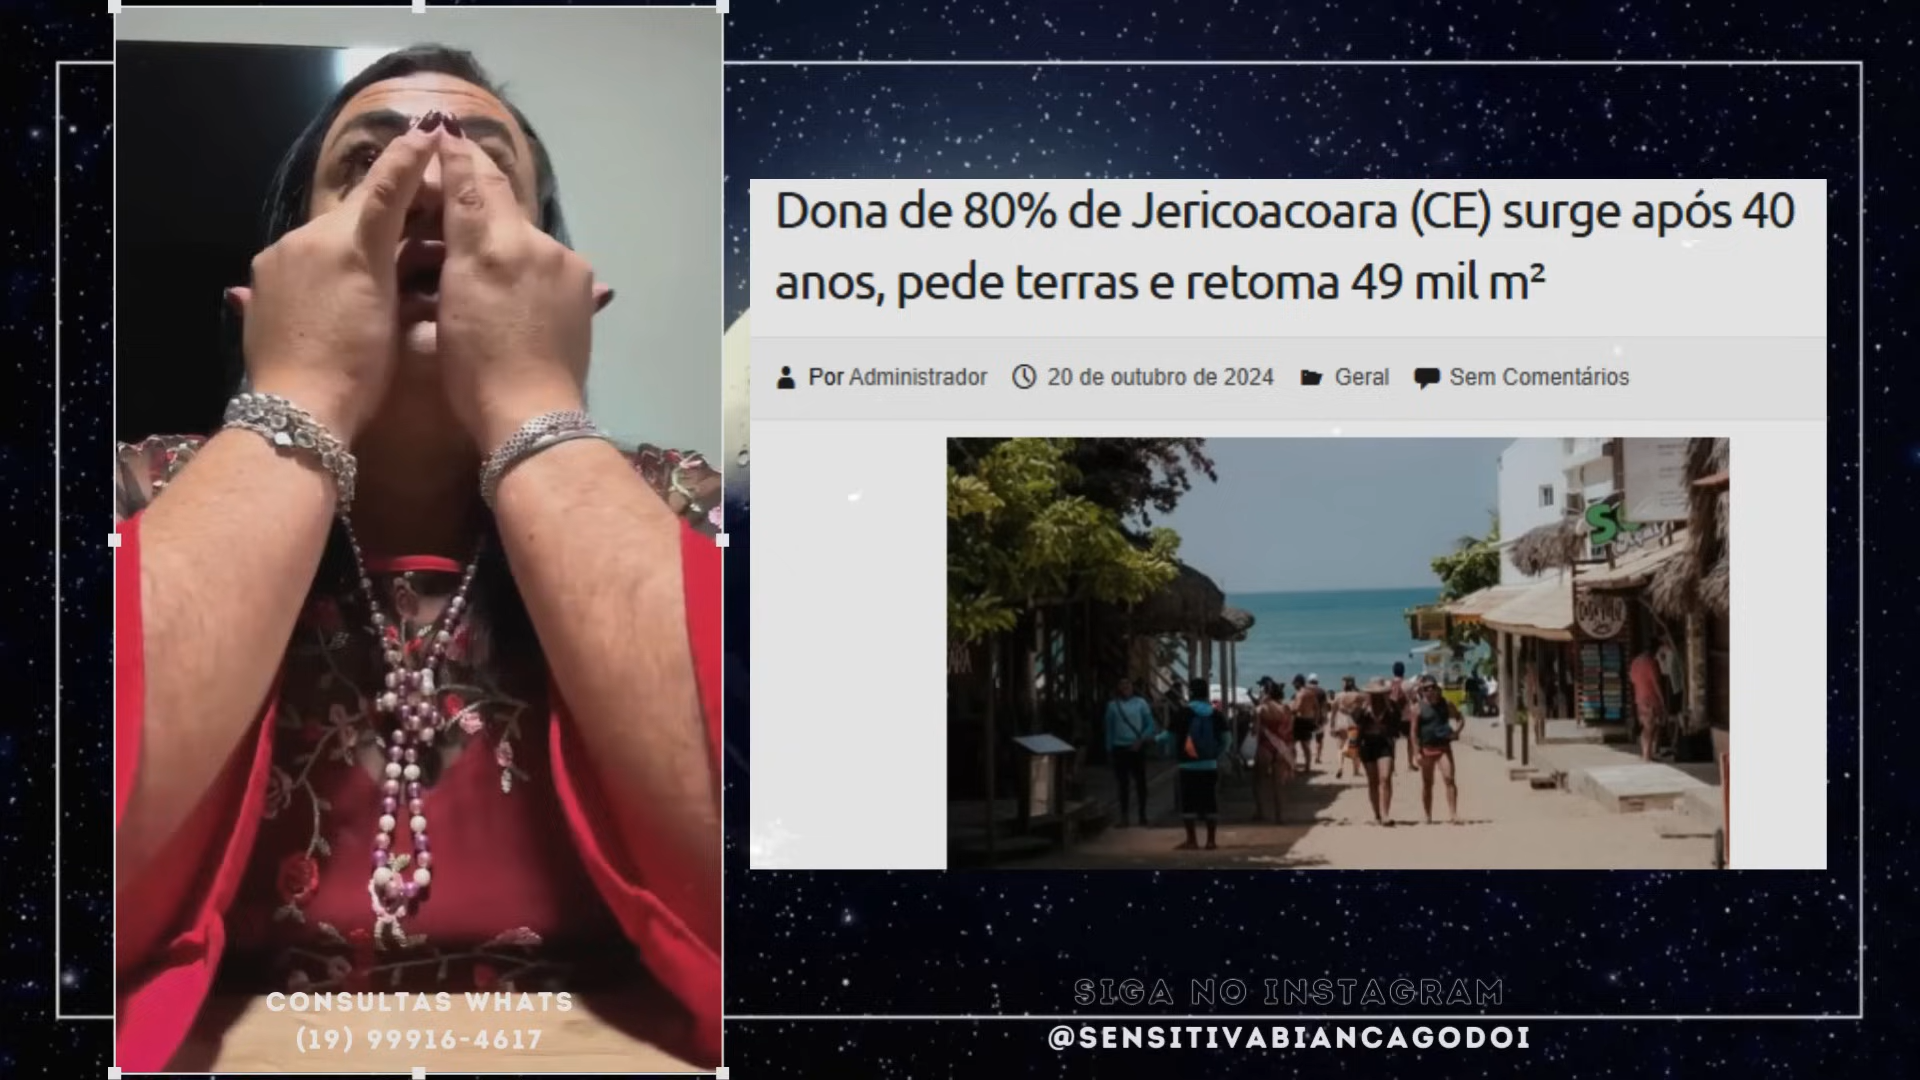 Dona de 80% de Jericoacoara (CE) surge após 40
anos, pede terras e retoma 49 mil m²
Por Administrador 20 de outubro de 2024 Geral Sem Comentários
CONSULTAS WHATS
(19) 99916-4617
SIGA NO INSTAGRAM
@SENSITIVABIANCAGODOI